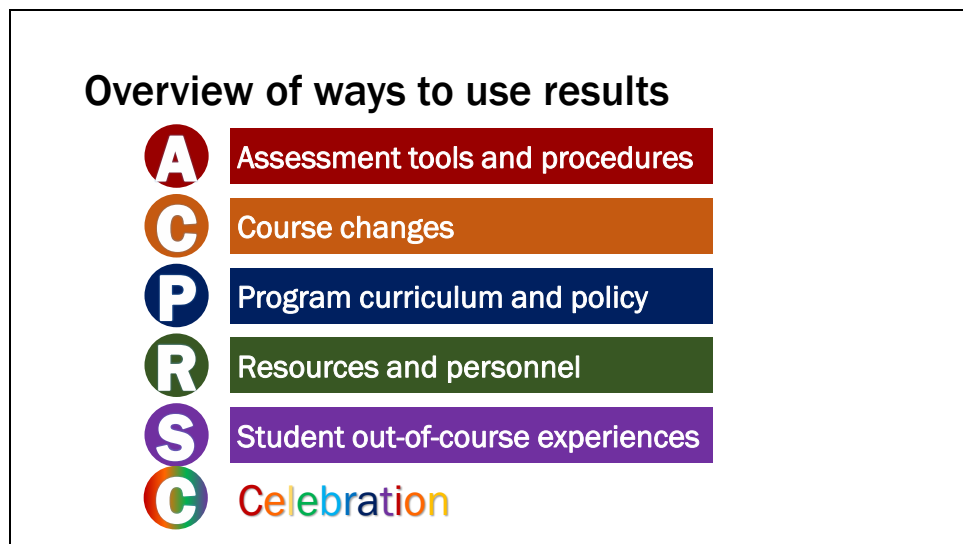 Overview of ways to use results
A Assessment tools and procedures
C Course changes
P Program curriculum and policy
R Resources and personnel
S Student out-of-course experiences
C Celebration